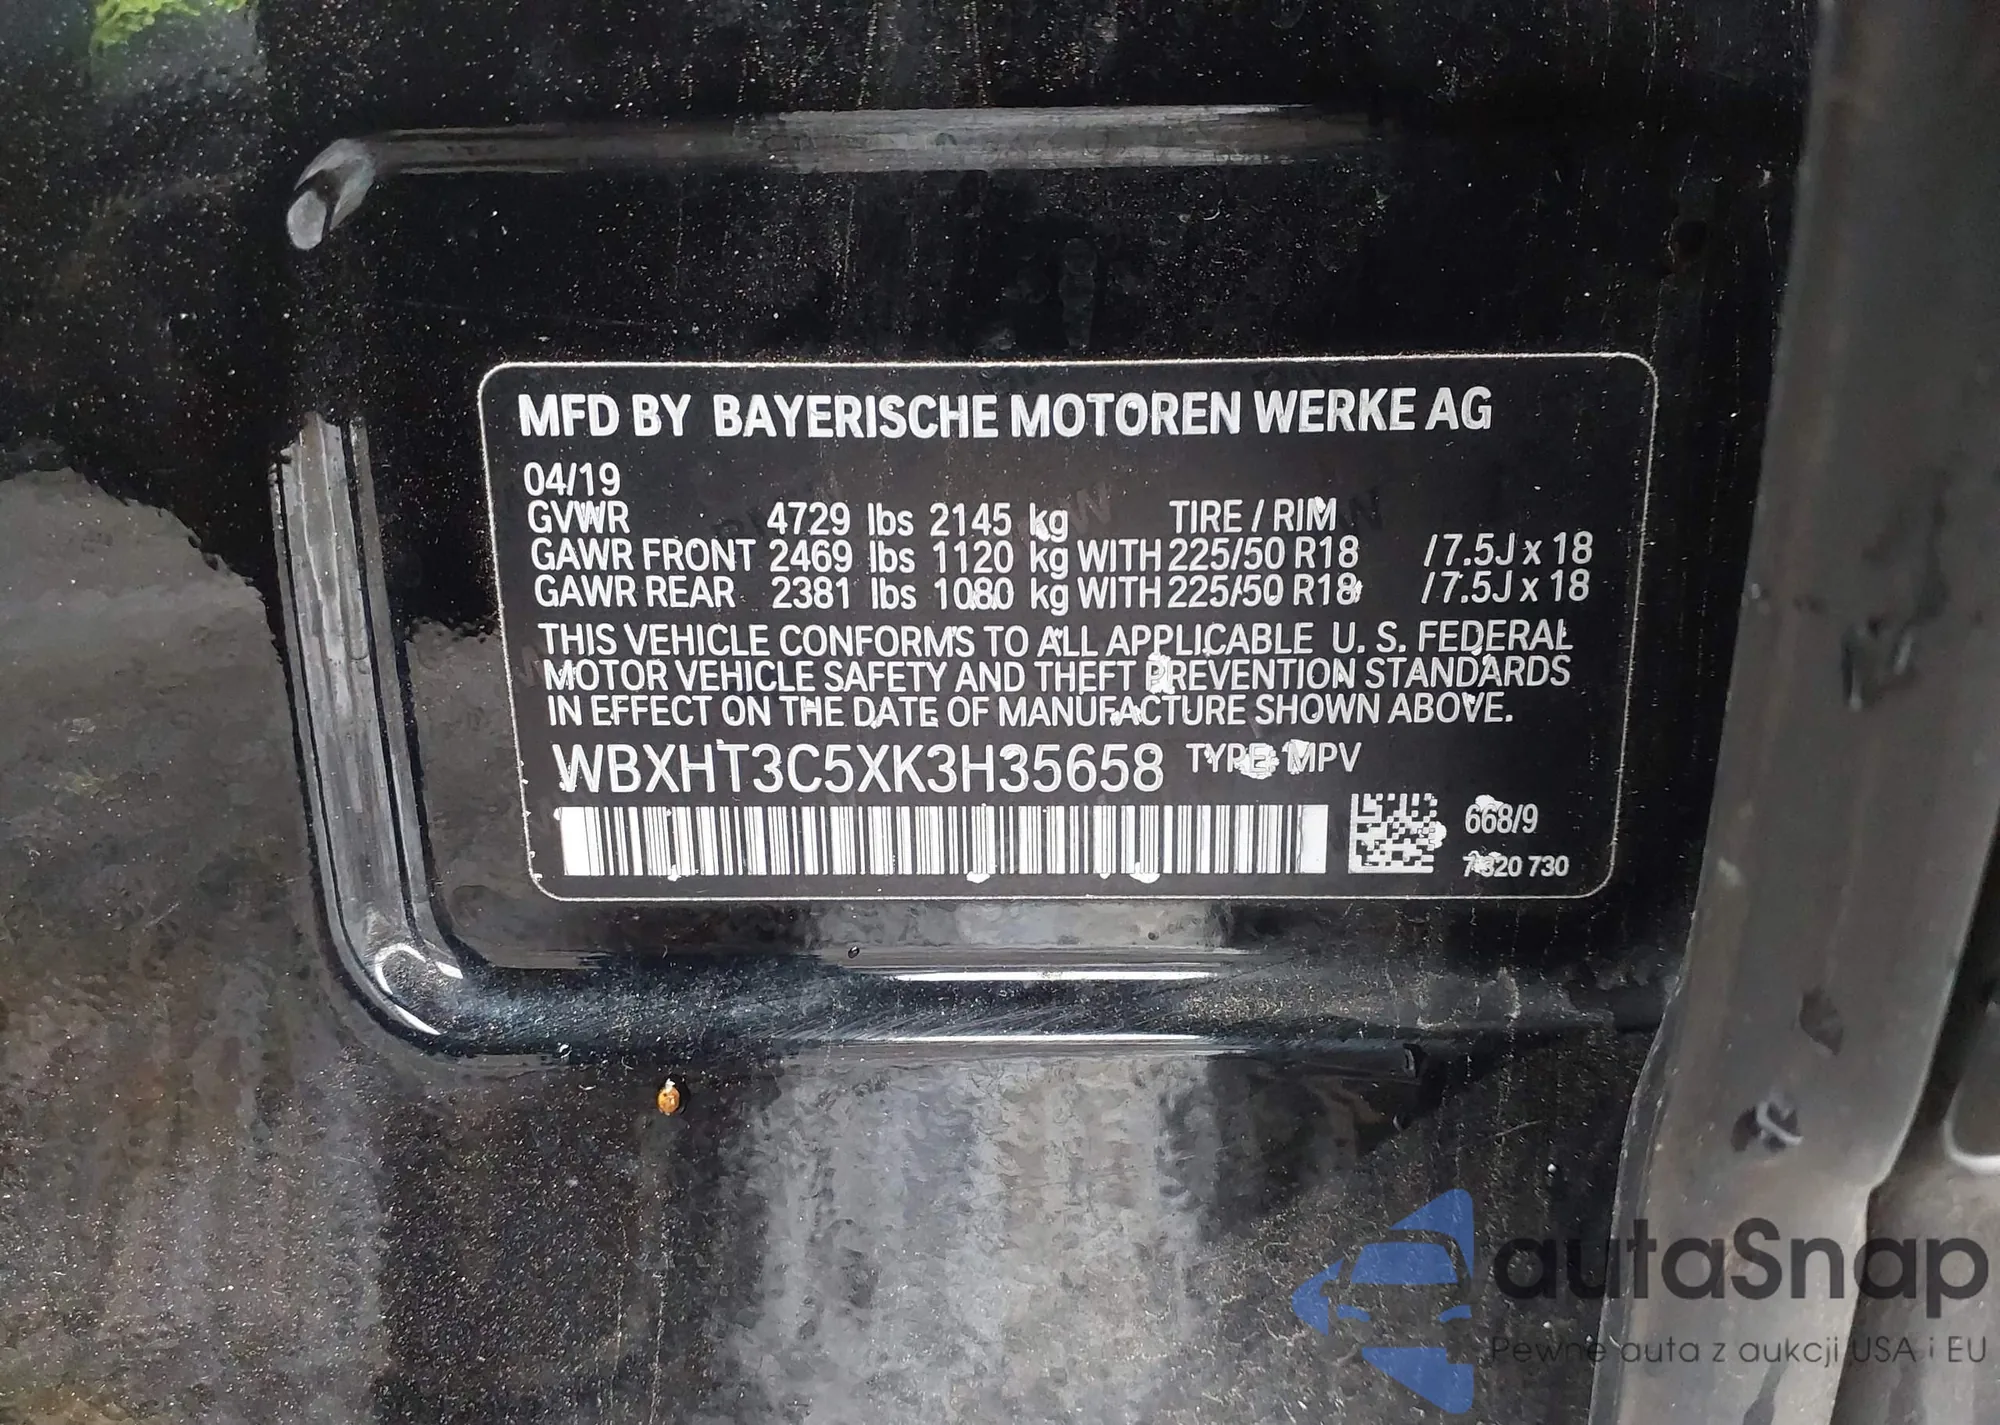 MFD BY BAYERISCHE MOTOREN WERKE AG
04/19
GVWR 4729 lbs 2145 kg TIRE / RIM
GAWR FRONT 2469 lbs 1120 kg WITH 225/50 R18 / 7.5J x 18
GAWR REAR 2381 lbs 1080 kg WITH 225/50 R18 / 7.5J x 18
THIS VEHICLE CONFORMS TO ALL APPLICABLE U. S. FEDERAL
MOTOR VEHICLE SAFETY AND THEFT PREVENTION STANDARDS
IN EFFECT ON THE DATE OF MANUFACTURE SHOWN ABOVE.
WBXHT3C5XK3H35658 TYPE: MPV
668/9
7 320 730
autaSnap
Pewne auta z aukcji USA i EU